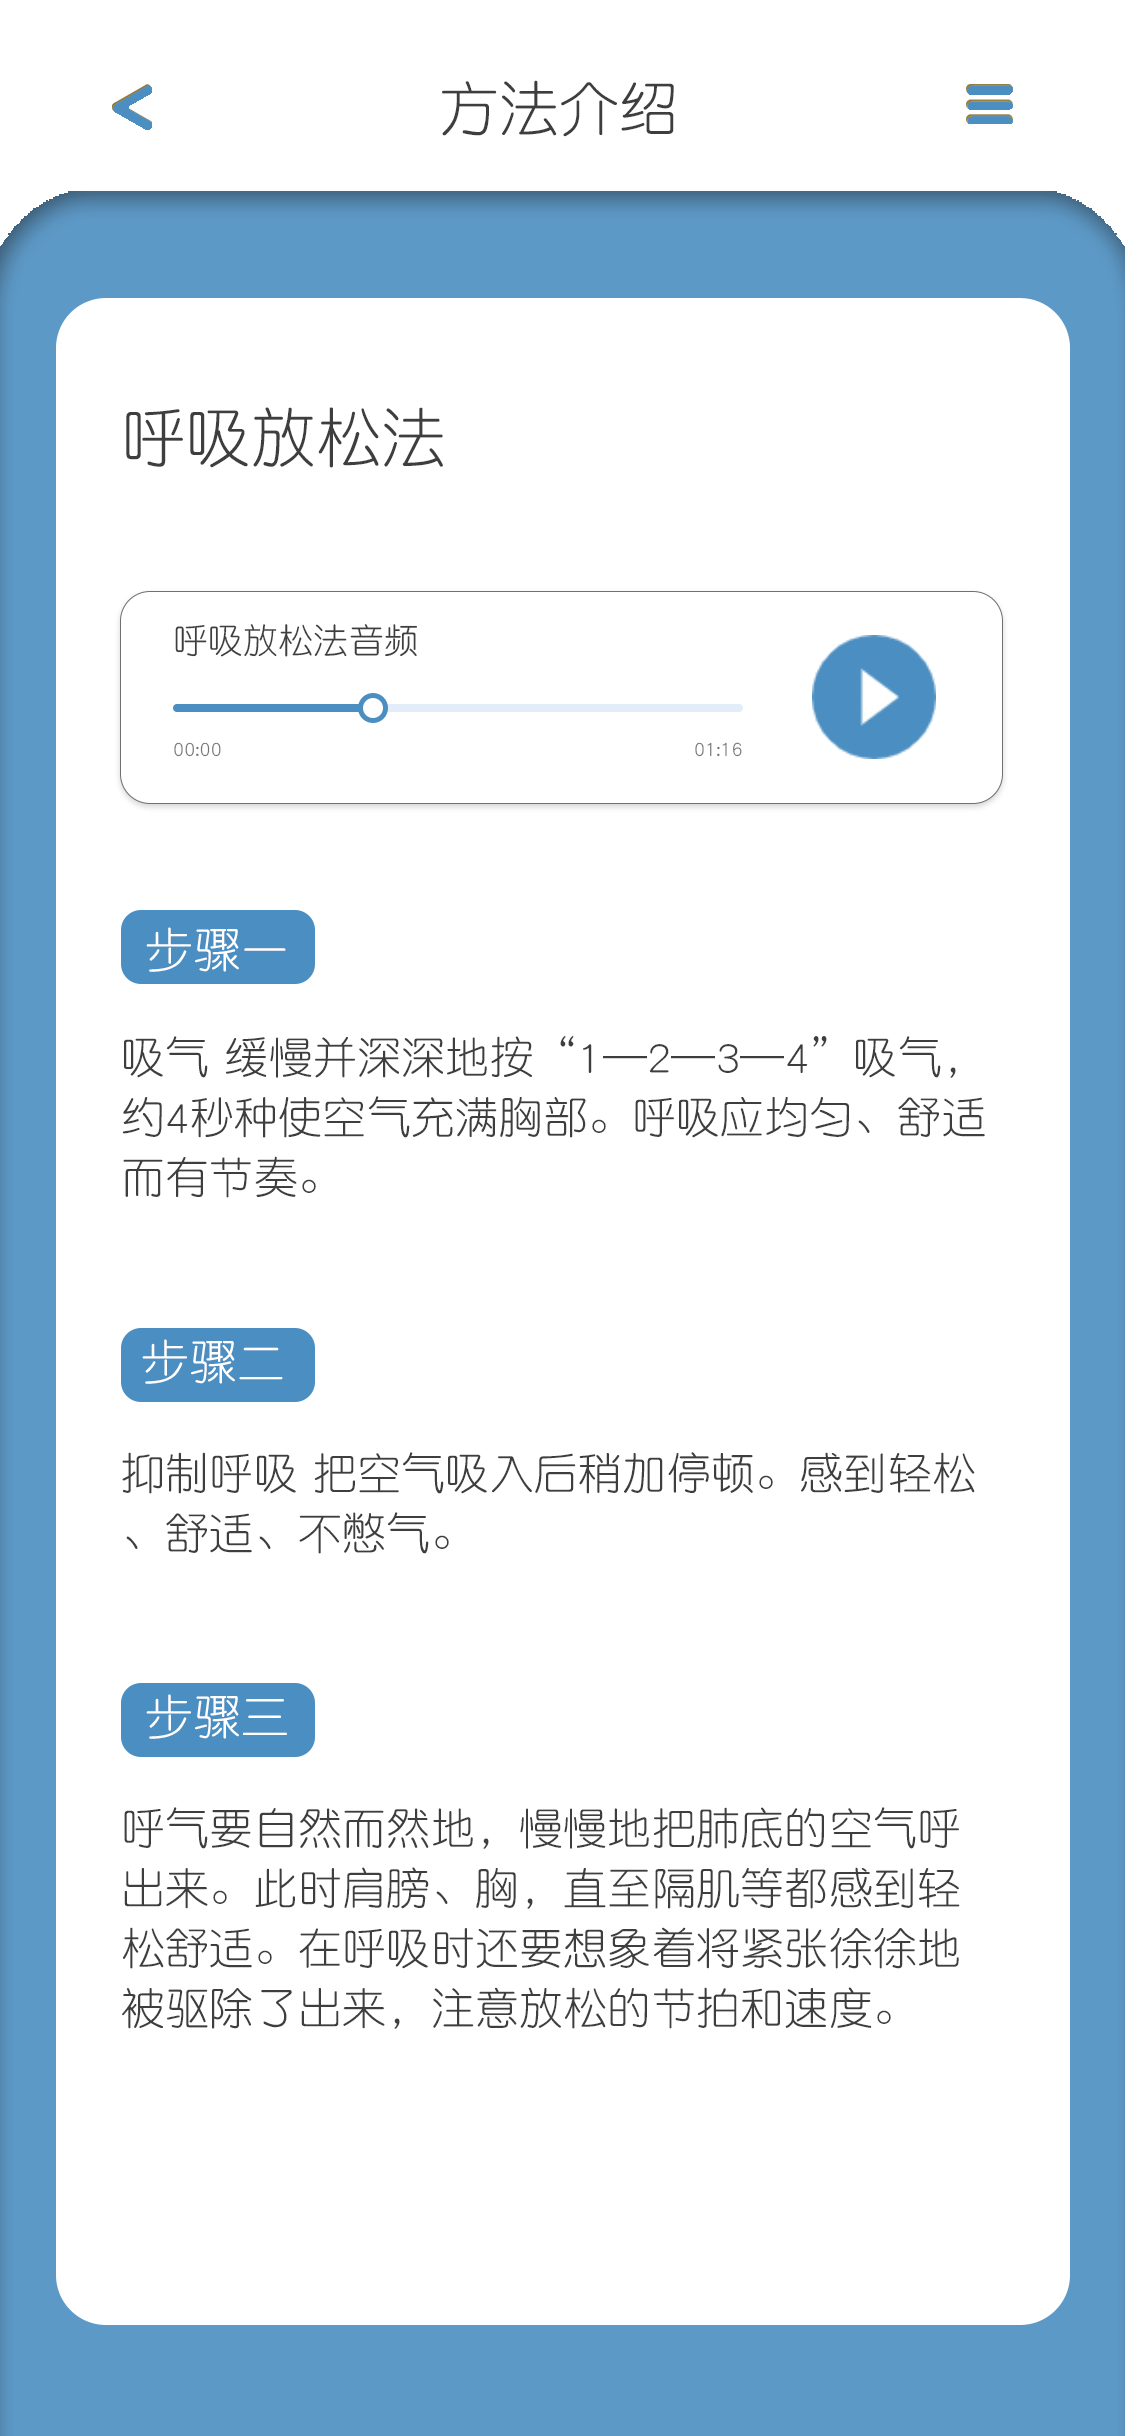 方法介绍
呼吸放松法
呼吸放松法音频
00:00
01:16
步骤一
吸气 缓慢并深深地按“1—2—3—4”吸气，
约4秒种使空气充满胸部。呼吸应均匀、舒适
而有节奏。
步骤二
抑制呼吸 把空气吸入后稍加停顿。感到轻松
、舒适、不憋气。
步骤三
呼气要自然而然地，慢慢地把肺底的空气呼
出来。此时肩膀、胸，直至隔肌等都感到轻
松舒适。在呼吸时还要想象着将紧张徐徐地
被驱除了出来，注意放松的节拍和速度。